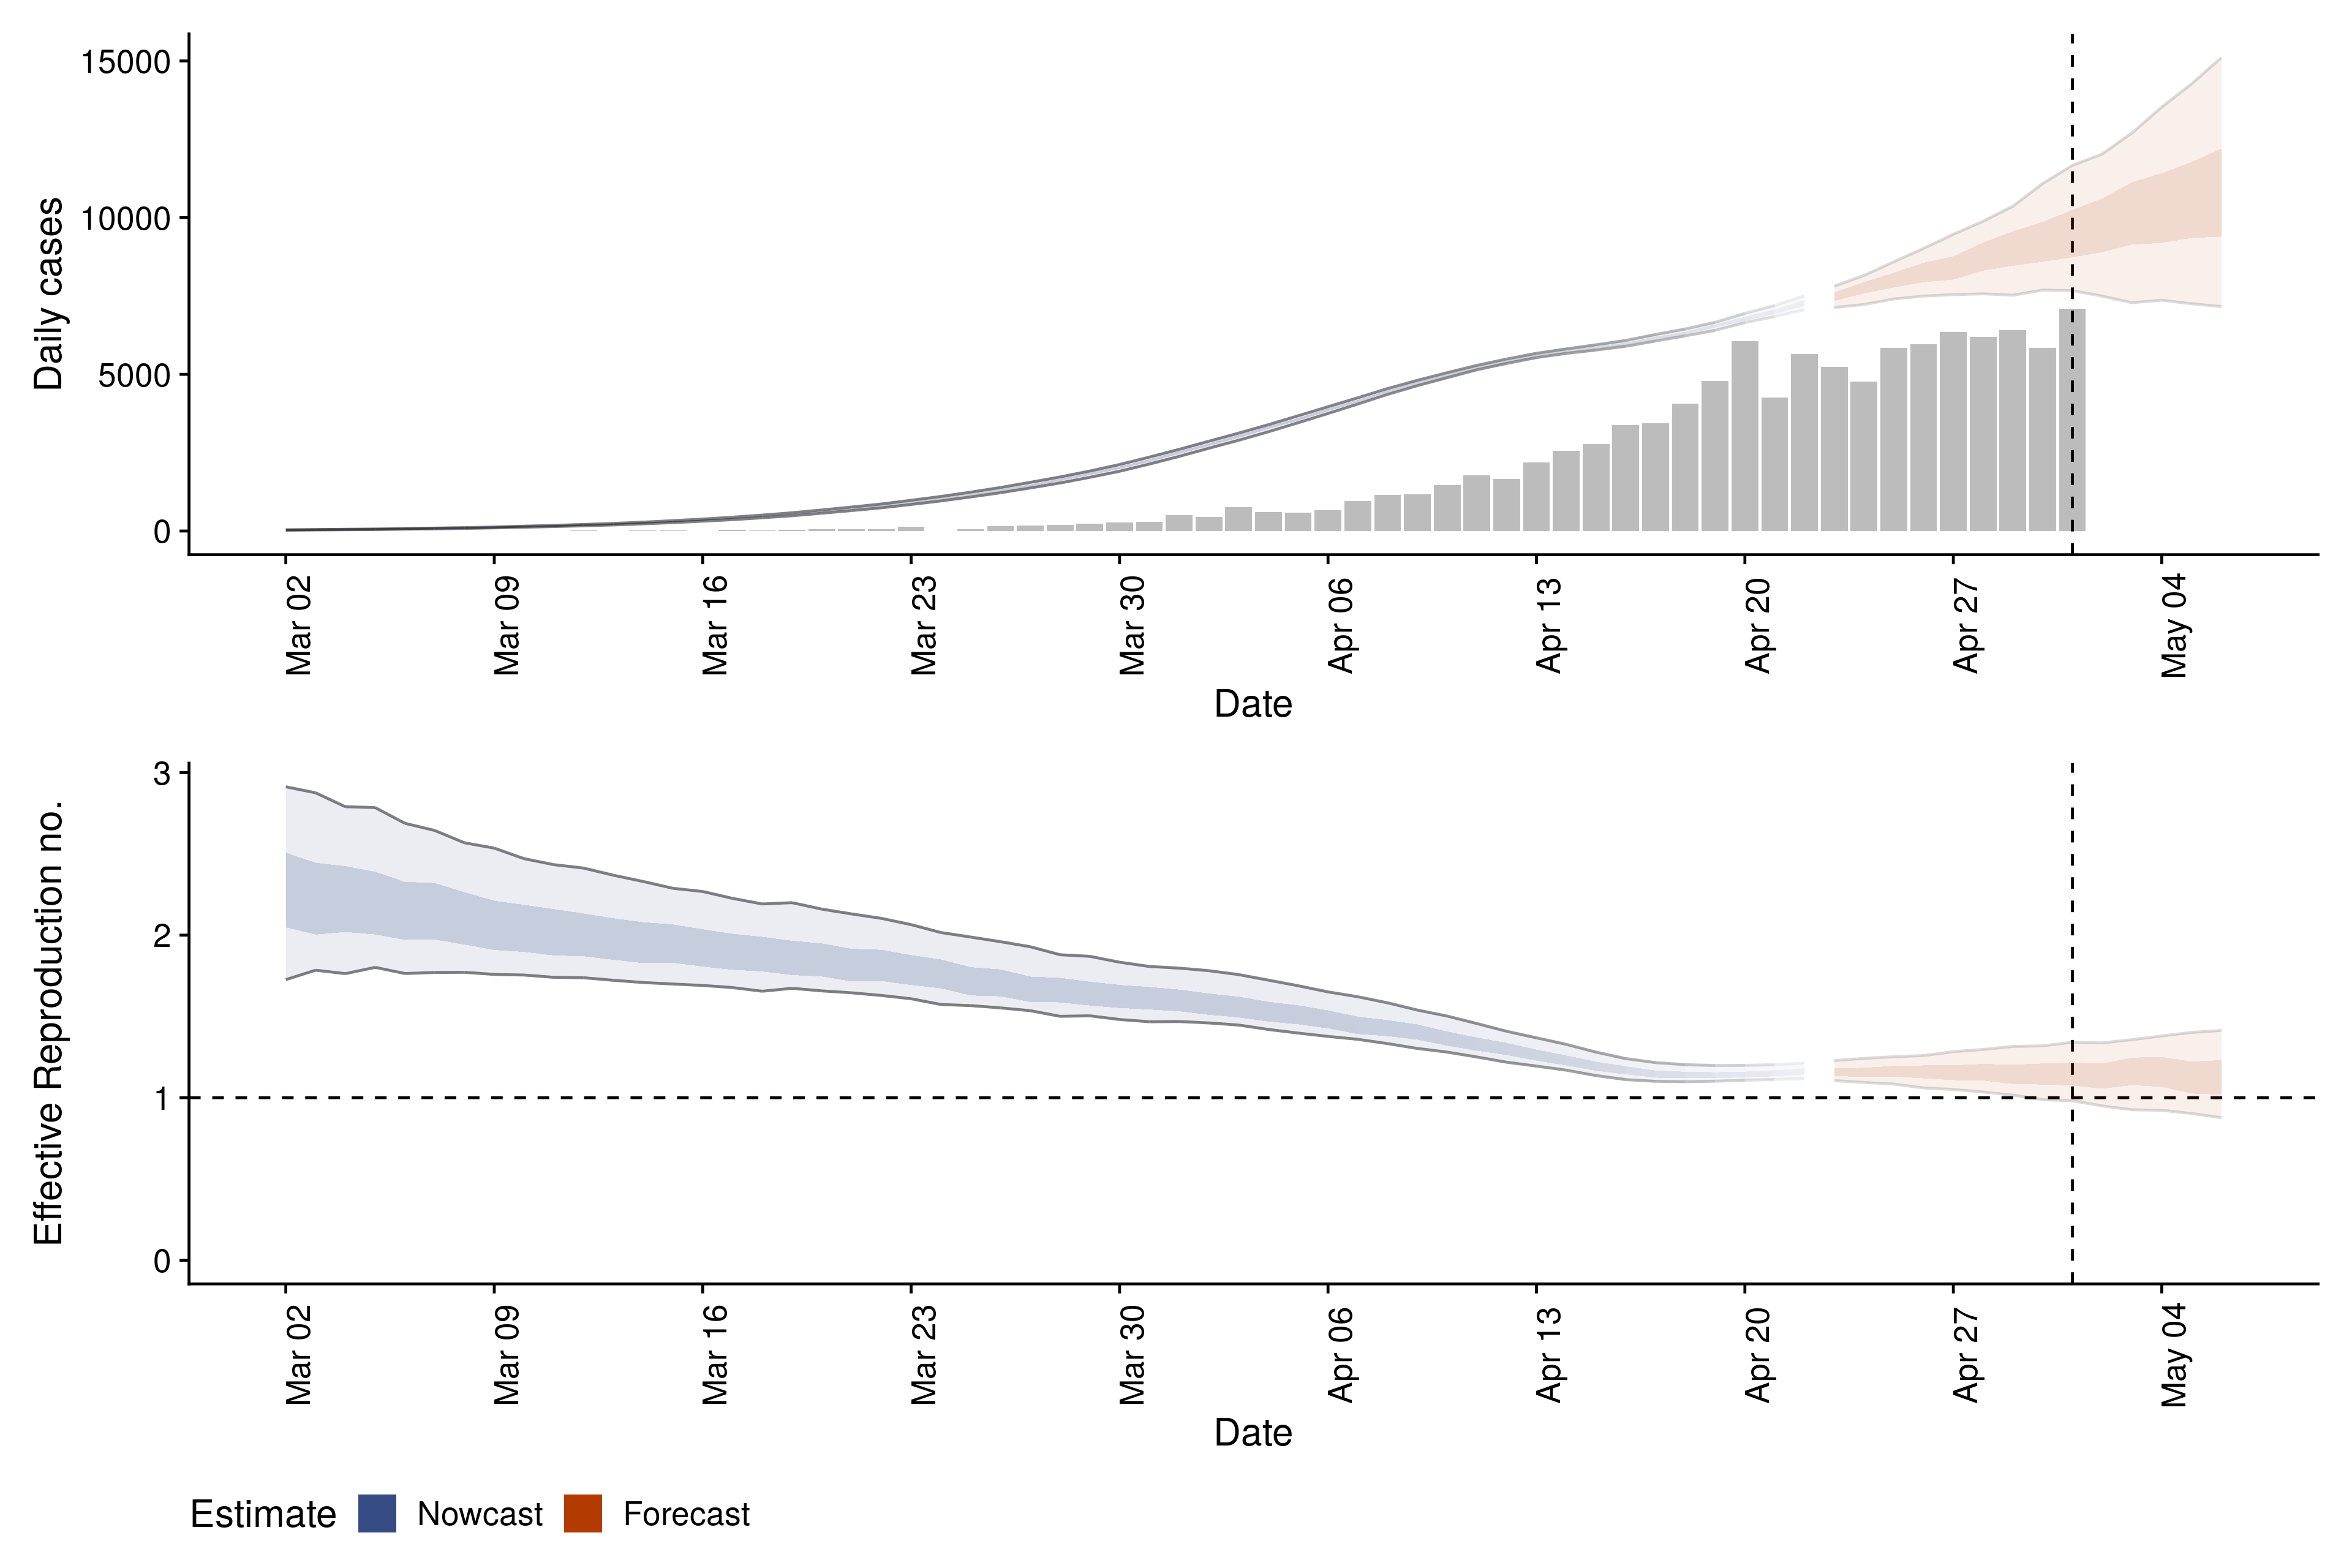 Daily cases
15000
10000
5000
0
Mar 02
Mar 09
Mar 16
Mar 23
Mar 30
Apr 06
Apr 13
Apr 20
Apr 27
May 04
Date
Effective Reproduction no.
3
2
1
0
Mar 02
Mar 09
Mar 16
Mar 23
Mar 30
Apr 06
Apr 13
Apr 20
Apr 27
May 04
Date
Estimate Nowcast Forecast